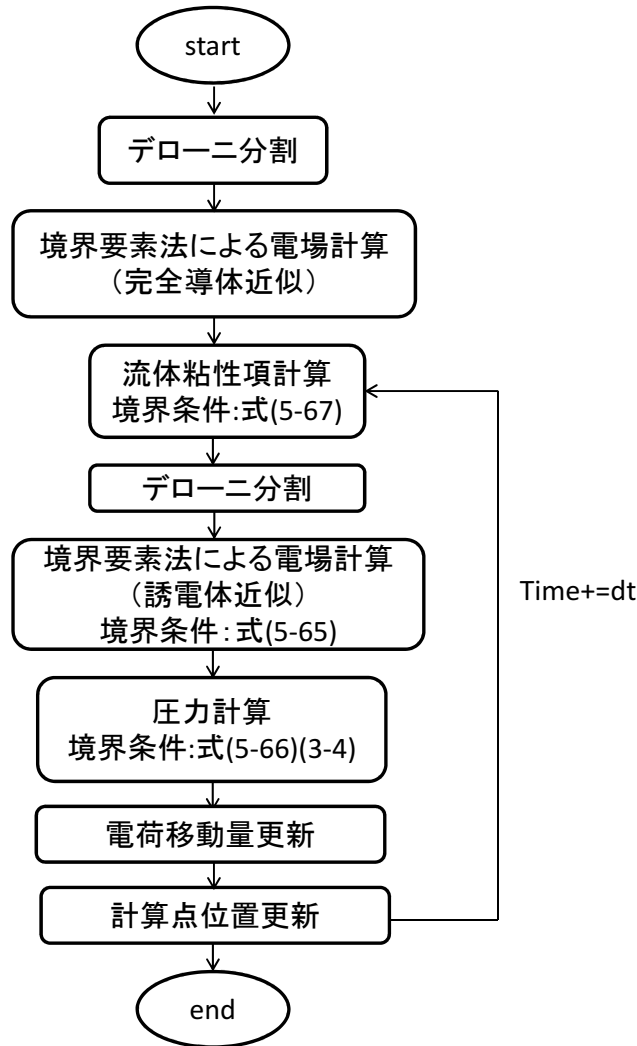 start
デローニ分割
境界要素法による電場計算
（完全導体近似）
流体粘性項計算
境界条件:式(5-67)
デローニ分割
境界要素法による電場計算
（誘電体近似）
境界条件：式(5-65)
Time+=dt
圧力計算
境界条件:式(5-66)(3-4)
電荷移動量更新
計算点位置更新
end